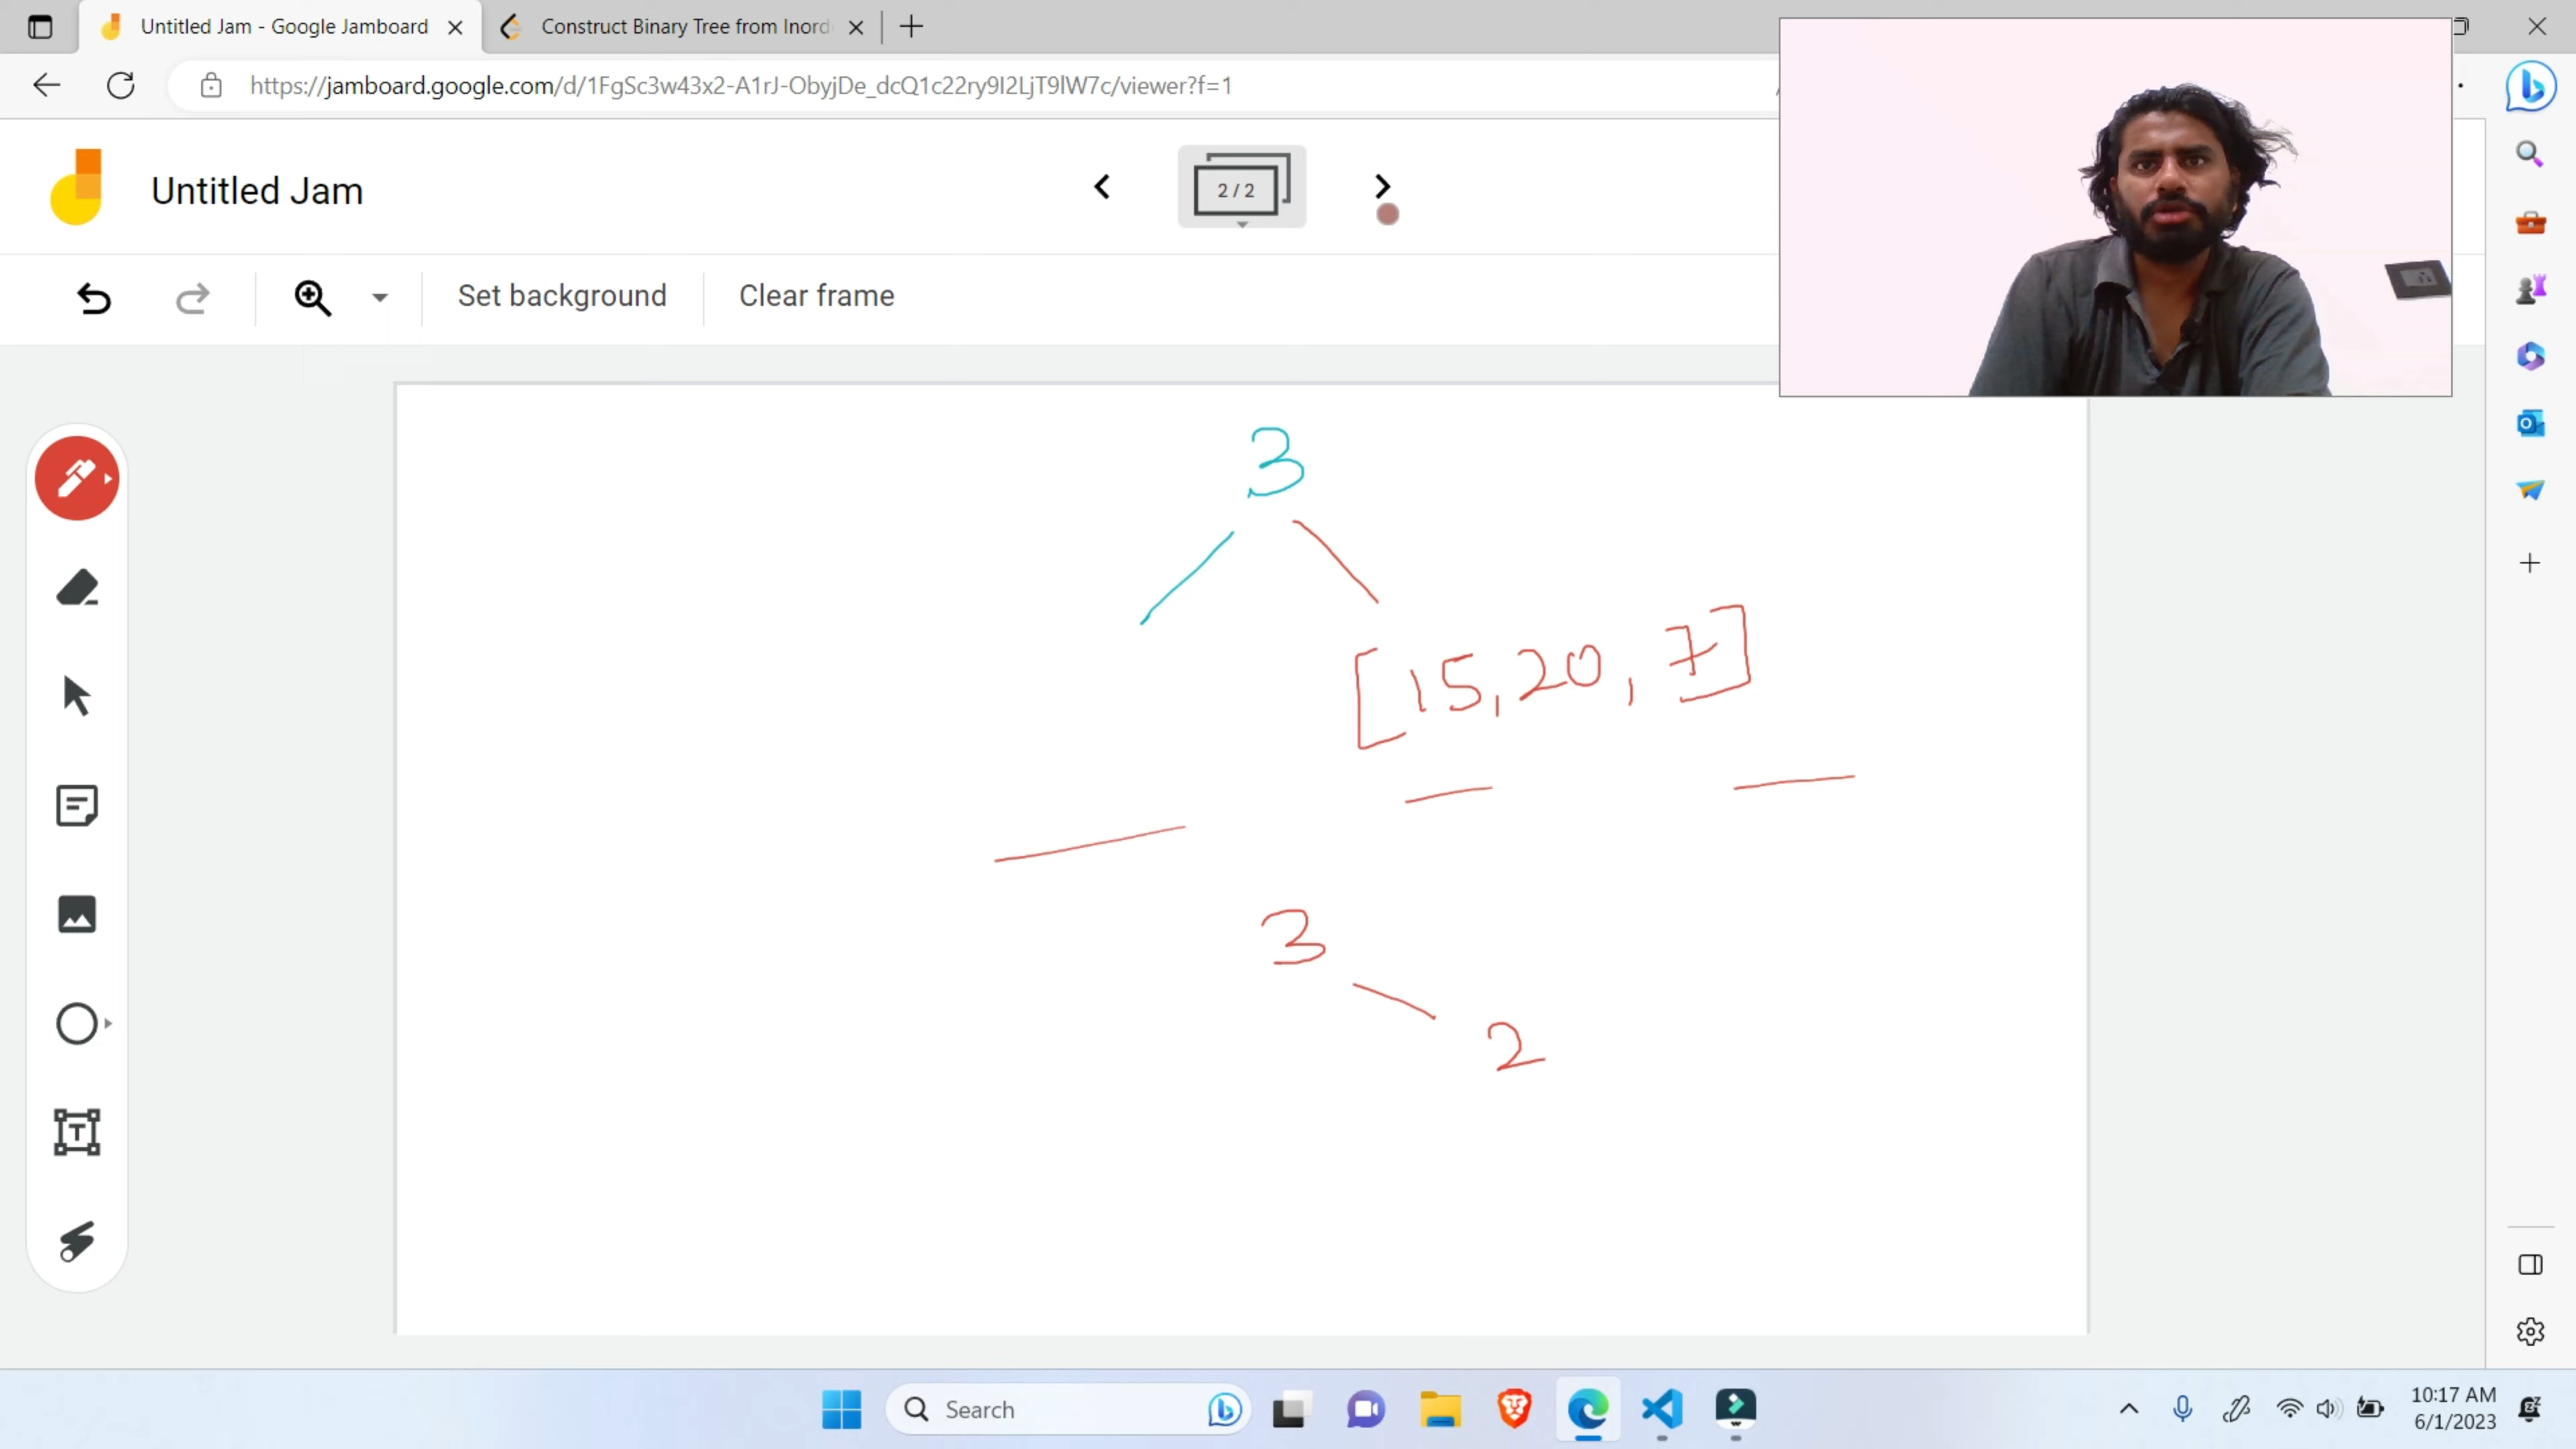 Untitled Jam - Google Jamboard
Construct Binary Tree from Inord
https://jamboard.google.com/d/1FgSc3w43x2-A1rJ-ObyjDe_dcQ1c22ry9I2LjT9lW7c/viewer?f=1
Untitled Jam
2 / 2
Set background
Clear frame
3
[15, 20, 7]
3
2
Search
10:17 AM
6/1/2023